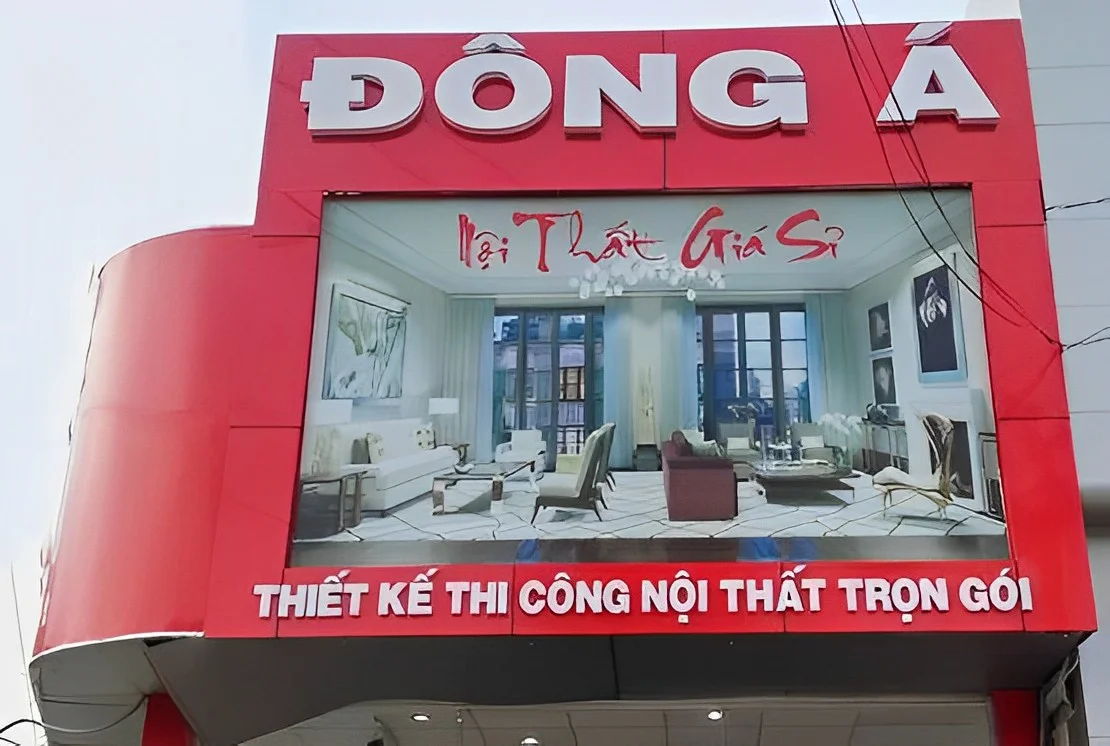 ĐÔNG Á
Nội Thất Giá Sỉ
THIẾT KẾ THI CÔNG NỘI THẤT TRỌN GÓI